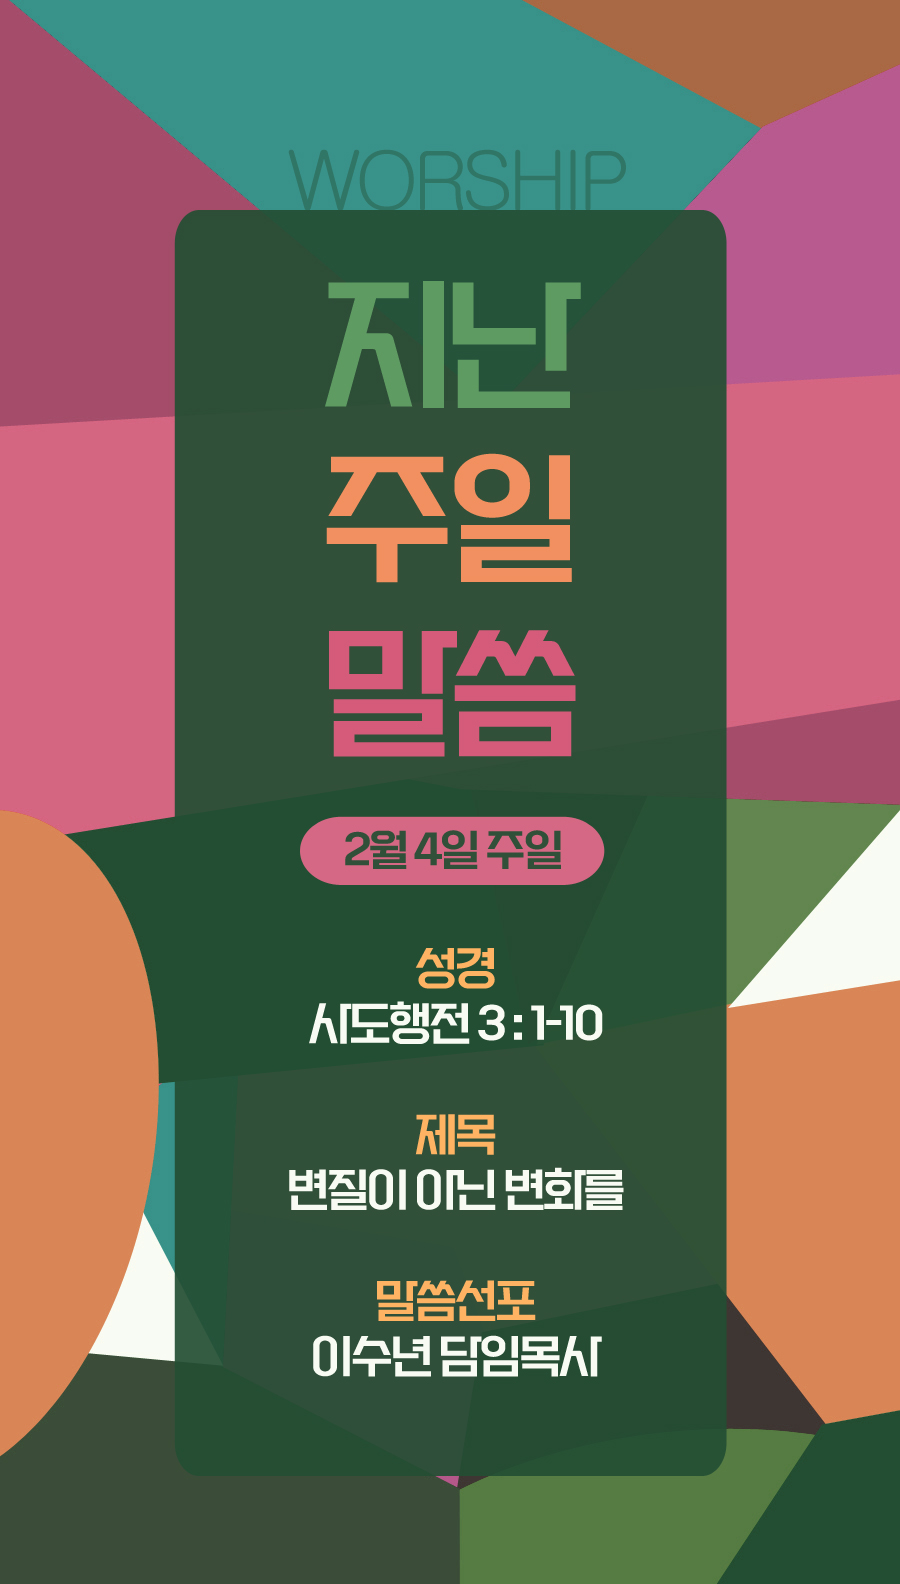 WORSHIP
지난
주일
말씀
2월 4일 주일
성경
사도행전 3 : 1-10
제목
변질이 아닌 변화를
말씀선포
이수년 담임목사